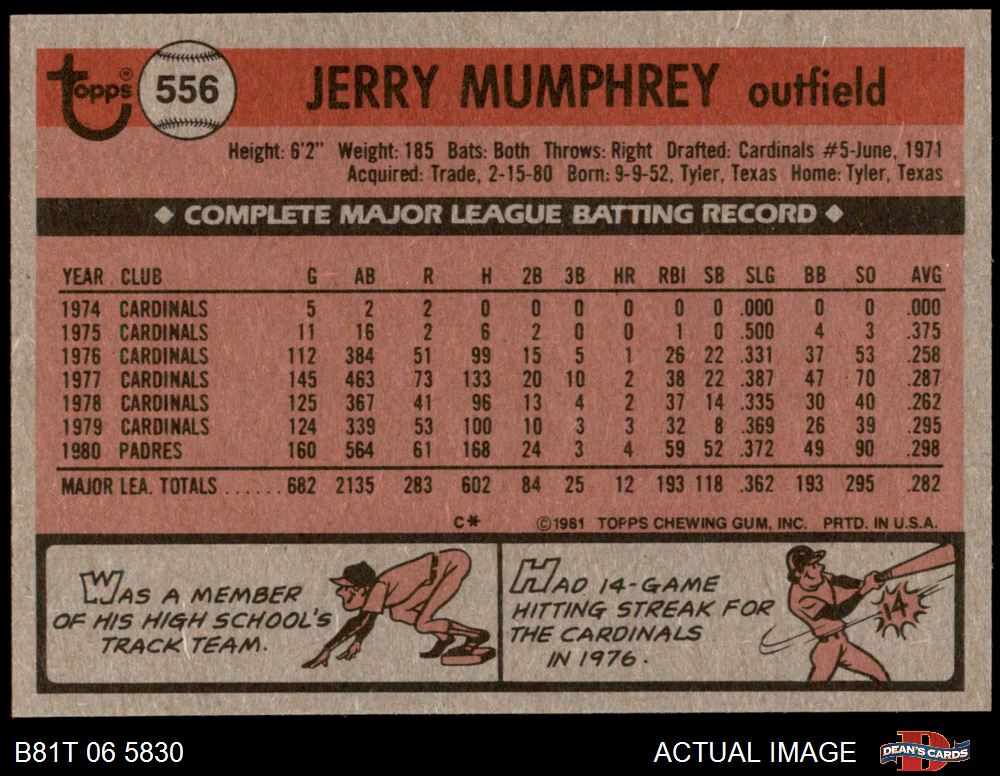 topps® 556 JERRY MUMPHREY outfield
Height: 6'2" Weight: 185 Bats: Both Throws: Right Drafted: Cardinals #5-June, 1971
Acquired: Trade, 2-15-80 Born: 9-9-52, Tyler, Texas Home: Tyler, Texas
◆ COMPLETE MAJOR LEAGUE BATTING RECORD ◆
YEAR CLUB G AB R H 2B 3B HR RBI SB SLG BB SO AVG
1974 CARDINALS 5 2 2 0 0 0 0 0 0 .000 0 0 .000
1975 CARDINALS 11 16 2 6 2 0 0 1 0 .500 4 3 .375
1976 CARDINALS 112 384 51 99 15 5 1 26 22 .331 37 53 .258
1977 CARDINALS 145 463 73 133 20 10 2 38 22 .387 47 70 .287
1978 CARDINALS 125 367 41 96 13 4 2 37 14 .335 30 40 .262
1979 CARDINALS 124 339 53 100 10 3 3 32 8 .369 26 39 .295
1980 PADRES 160 564 61 168 24 3 4 59 52 .372 49 90 .298
MAJOR LEA. TOTALS ...... 682 2135 283 602 84 25 12 193 118 .362 193 295 .282
C* ©1981 TOPPS CHEWING GUM, INC. PRTD. IN U.S.A.
WAS A MEMBER
OF HIS HIGH SCHOOL'S
TRACK TEAM.
HAD 14-GAME
HITTING STREAK FOR
THE CARDINALS
IN 1976.
14
B81T 06 5830 ACTUAL IMAGE D DEAN'S CARDS